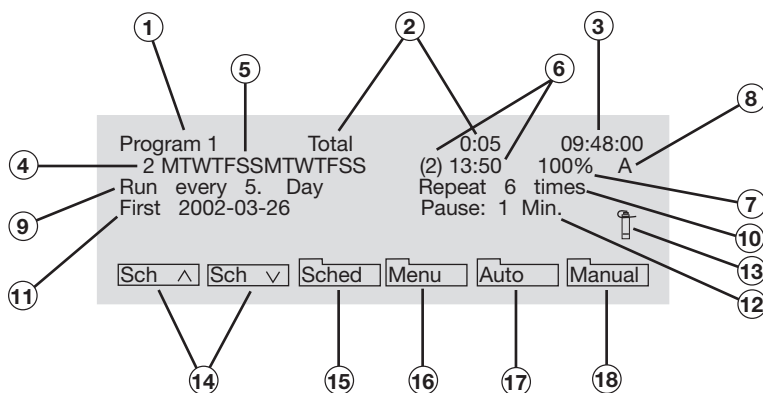 1 2 3
5 6
8
Program 1 Total 0:05 09:48:00
4 2 MTWTFSSMTWTFSS (2) 13:50 100% A
Run every 5. Day Repeat 6 times
9 7
First 2002-03-26 Pause: 1 Min.
10
13
11 Sch ∧ Sch ∨ Sched Menu Auto Manual
12
14 15 16 17 18